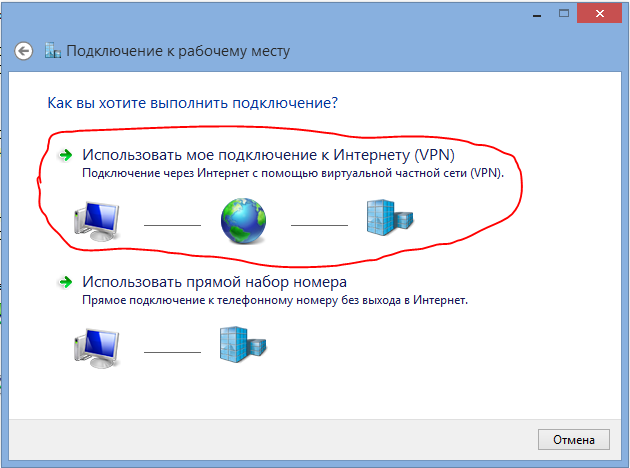 Подключение к рабочему месту
Как вы хотите выполнить подключение?
Использовать мое подключение к Интернету (VPN)
Подключение через Интернет с помощью виртуальной частной сети (VPN).
Использовать прямой набор номера
Прямое подключение к телефонному номеру без выхода в Интернет.
Отмена